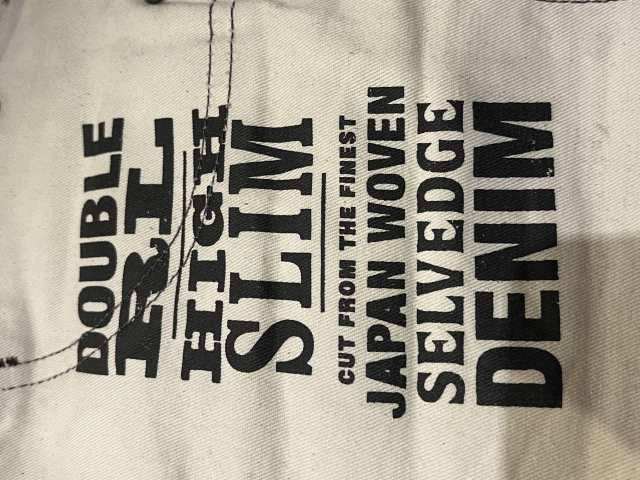 DOUBLE
RL
HIGH
SLIM
CUT FROM THE FINEST
JAPAN WOVEN
SELVEDGE
DENIM